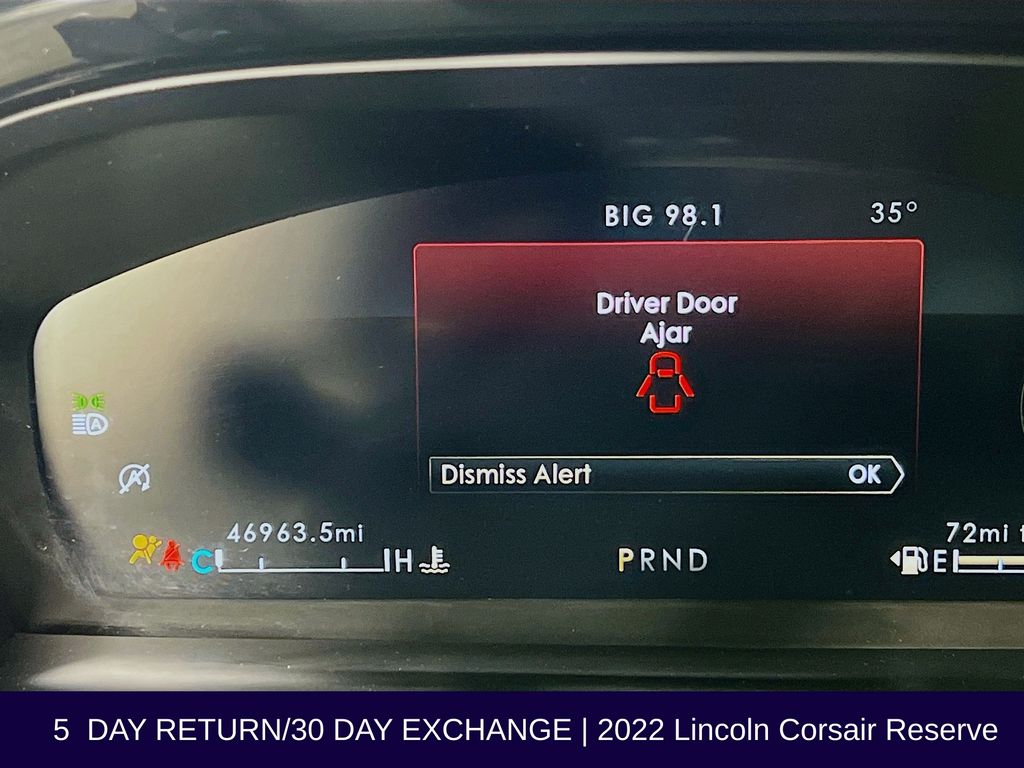 BIG 98.1 35°
Driver Door
Ajar
Dismiss Alert OK
A
A
46963.5mi 72mi
C H PRND E
5 DAY RETURN/30 DAY EXCHANGE | 2022 Lincoln Corsair Reserve